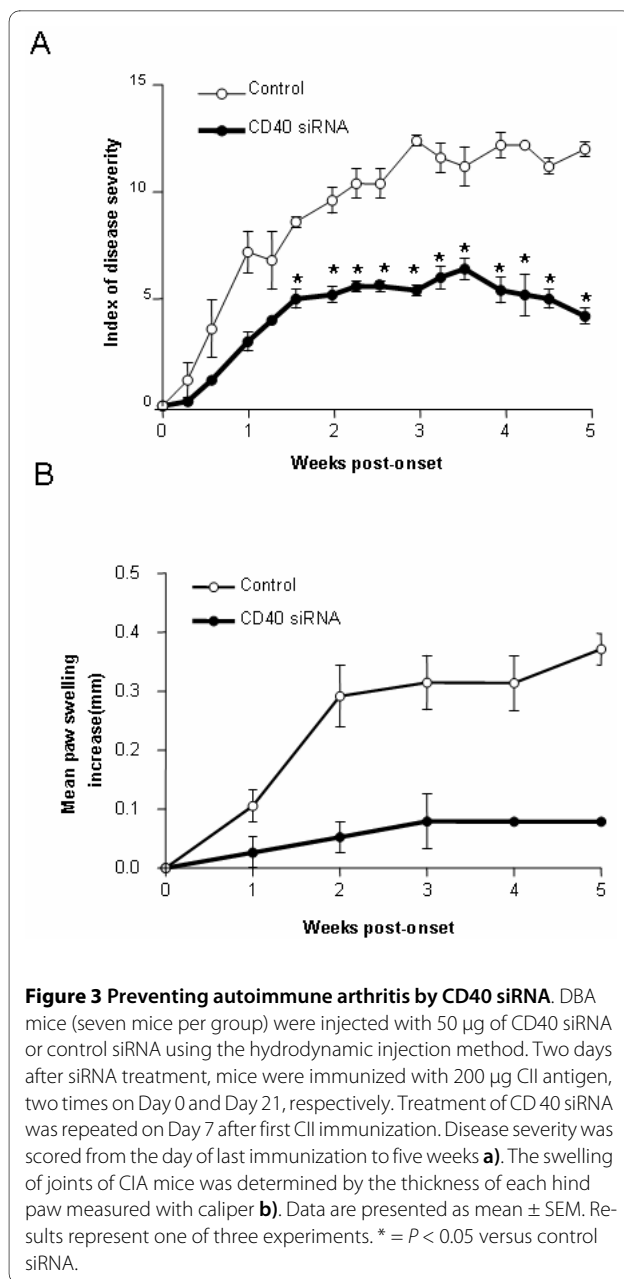 A
15
Control
CD40 siRNA
10
Index of disease severity
5
0
* * * * * * * * * * *
0 1 2 3 4 5
Weeks post-onset
B
0.5
Control
0.4
CD40 siRNA
0.3
Mean paw swelling
increase(mm)
0.2
0.1
0.0
0 1 2 3 4 5
Weeks post-onset
Figure 3 Preventing autoimmune arthritis by CD40 siRNA. DBA
mice (seven mice per group) were injected with 50 μg of CD40 siRNA
or control siRNA using the hydrodynamic injection method. Two days
after siRNA treatment, mice were immunized with 200 μg CII antigen,
two times on Day 0 and Day 21, respectively. Treatment of CD 40 siRNA
was repeated on Day 7 after first CII immunization. Disease severity was
scored from the day of last immunization to five weeks a). The swelling
of joints of CIA mice was determined by the thickness of each hind
paw measured with caliper b). Data are presented as mean ± SEM. Re-
sults represent one of three experiments. * = P < 0.05 versus control
siRNA.